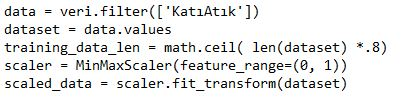 data = veri.filter(['KatıAtık'])
dataset = data.values
training_data_len = math.ceil( len(dataset) *.8)
scaler = MinMaxScaler(feature_range=(0, 1))
scaled_data = scaler.fit_transform(dataset)